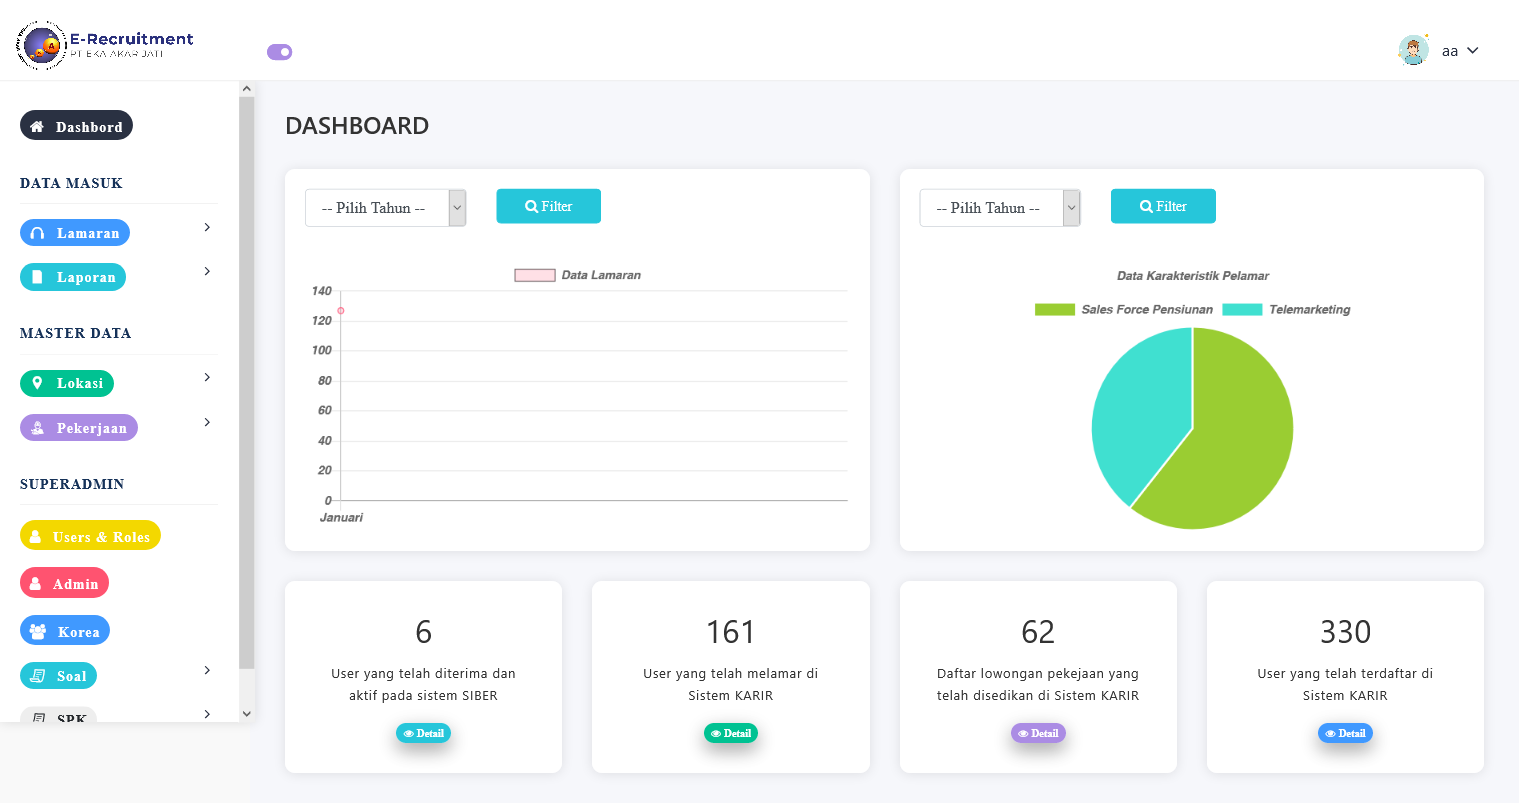 E-Recruitment
PT EKA AKAR JATI
aa
Dashbord
DATA MASUK
Lamaran
Laporan
MASTER DATA
Lokasi
Pekerjaan
SUPERADMIN
Users & Roles
Admin
Korea
Soal
SPK
DASHBOARD
-- Pilih Tahun --
Filter
Data Lamaran
140
120
100
80
60
40
20
0
Januari
-- Pilih Tahun --
Filter
Data Karakteristik Pelamar
Sales Force Pensiunan
Telemarketing
6
User yang telah diterima dan
aktif pada sistem SIBER
Detail
161
User yang telah melamar di
Sistem KARIR
Detail
62
Daftar lowongan pekejaan yang
telah disedikan di Sistem KARIR
Detail
330
User yang telah terdaftar di
Sistem KARIR
Detail